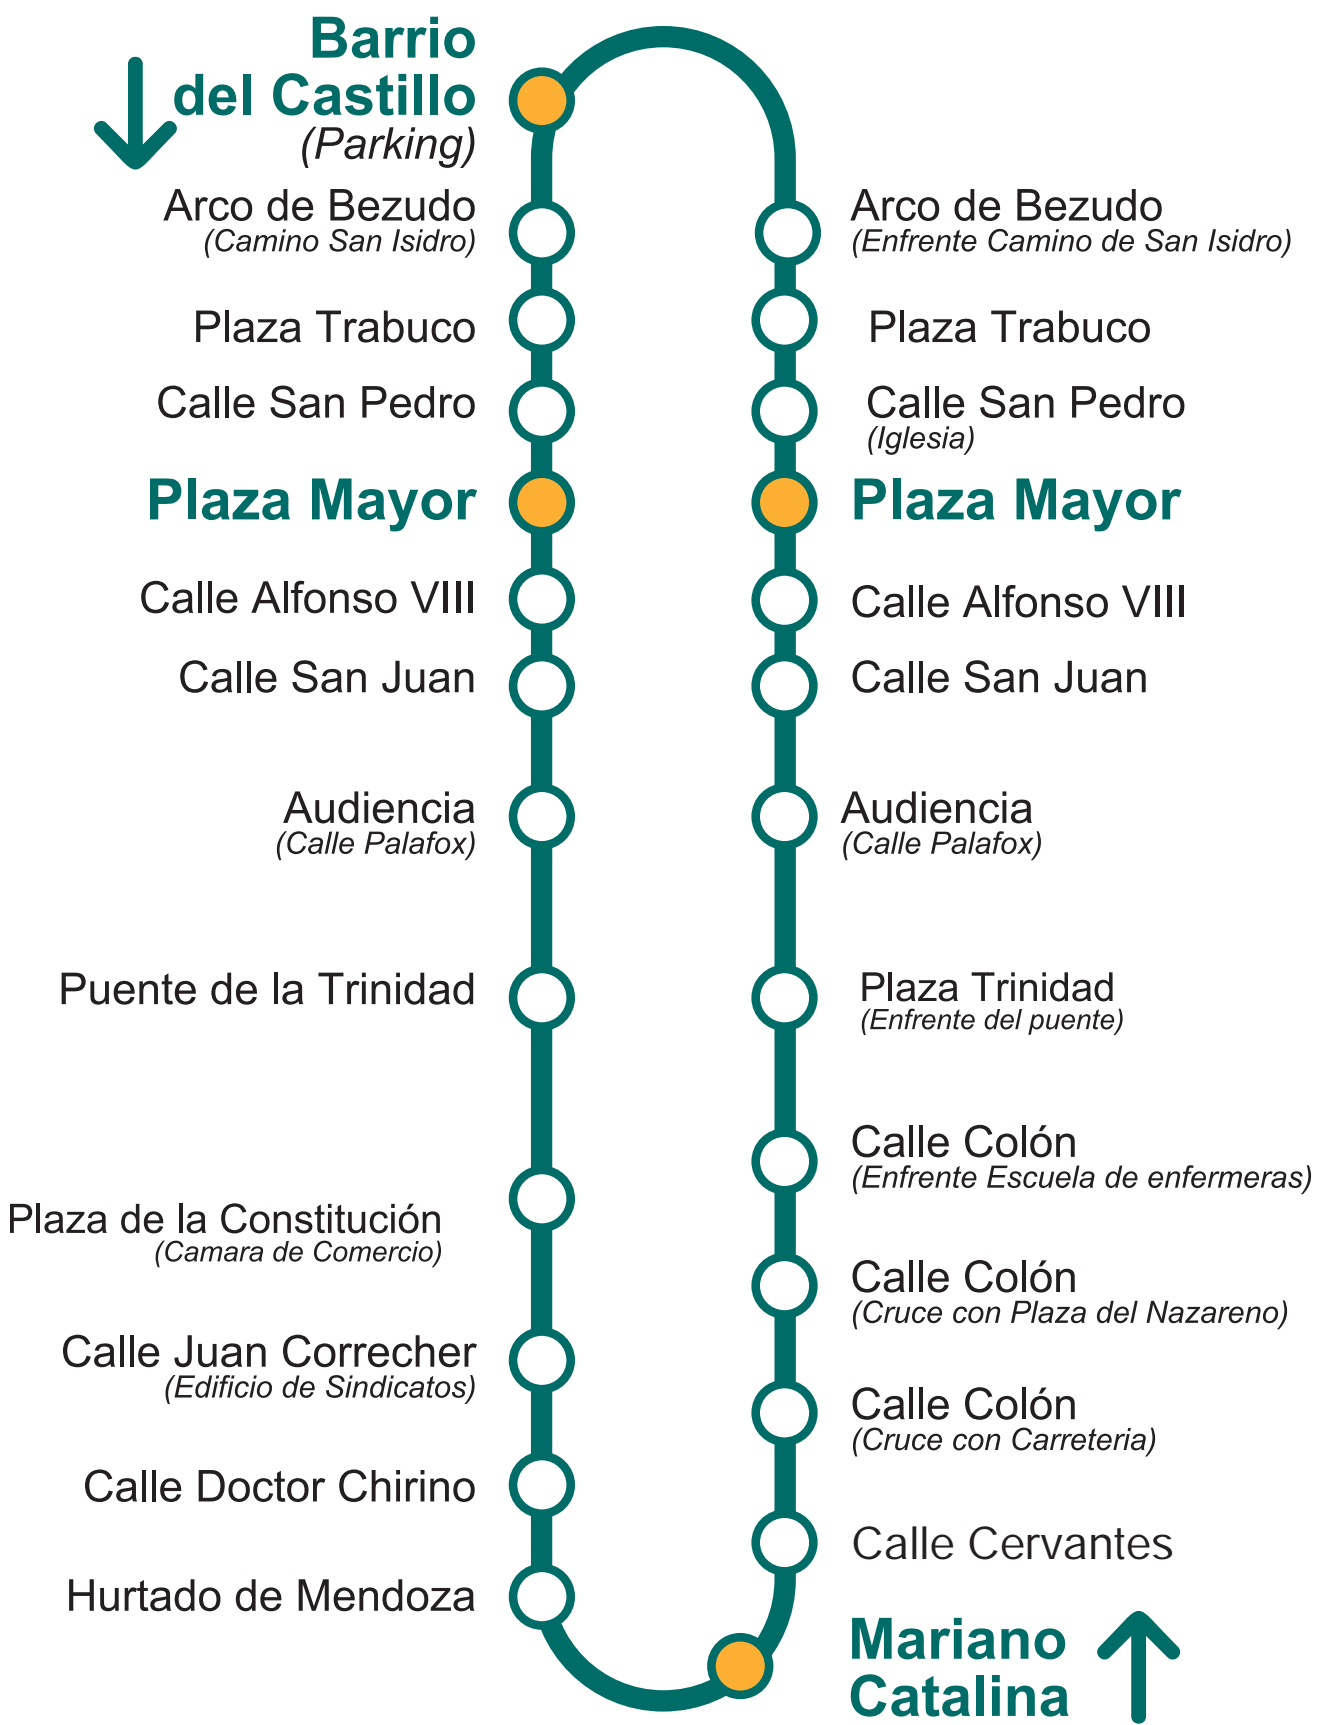 Barrio
del Castillo
(Parking)
Arco de Bezudo
(Camino San Isidro)
Plaza Trabuco
Calle San Pedro
Plaza Mayor
Calle Alfonso VIII
Calle San Juan
Audiencia
(Calle Palafox)
Puente de la Trinidad
Plaza de la Constitución
(Camara de Comercio)
Calle Juan Correcher
(Edificio de Sindicatos)
Calle Doctor Chirino
Hurtado de Mendoza
Arco de Bezudo
(Enfrente Camino de San Isidro)
Plaza Trabuco
Calle San Pedro
(Iglesia)
Plaza Mayor
Calle Alfonso VIII
Calle San Juan
Audiencia
(Calle Palafox)
Plaza Trinidad
(Enfrente del puente)
Calle Colón
(Enfrente Escuela de enfermeras)
Calle Colón
(Cruce con Plaza del Nazareno)
Calle Colón
(Cruce con Carreteria)
Calle Cervantes
Mariano
Catalina